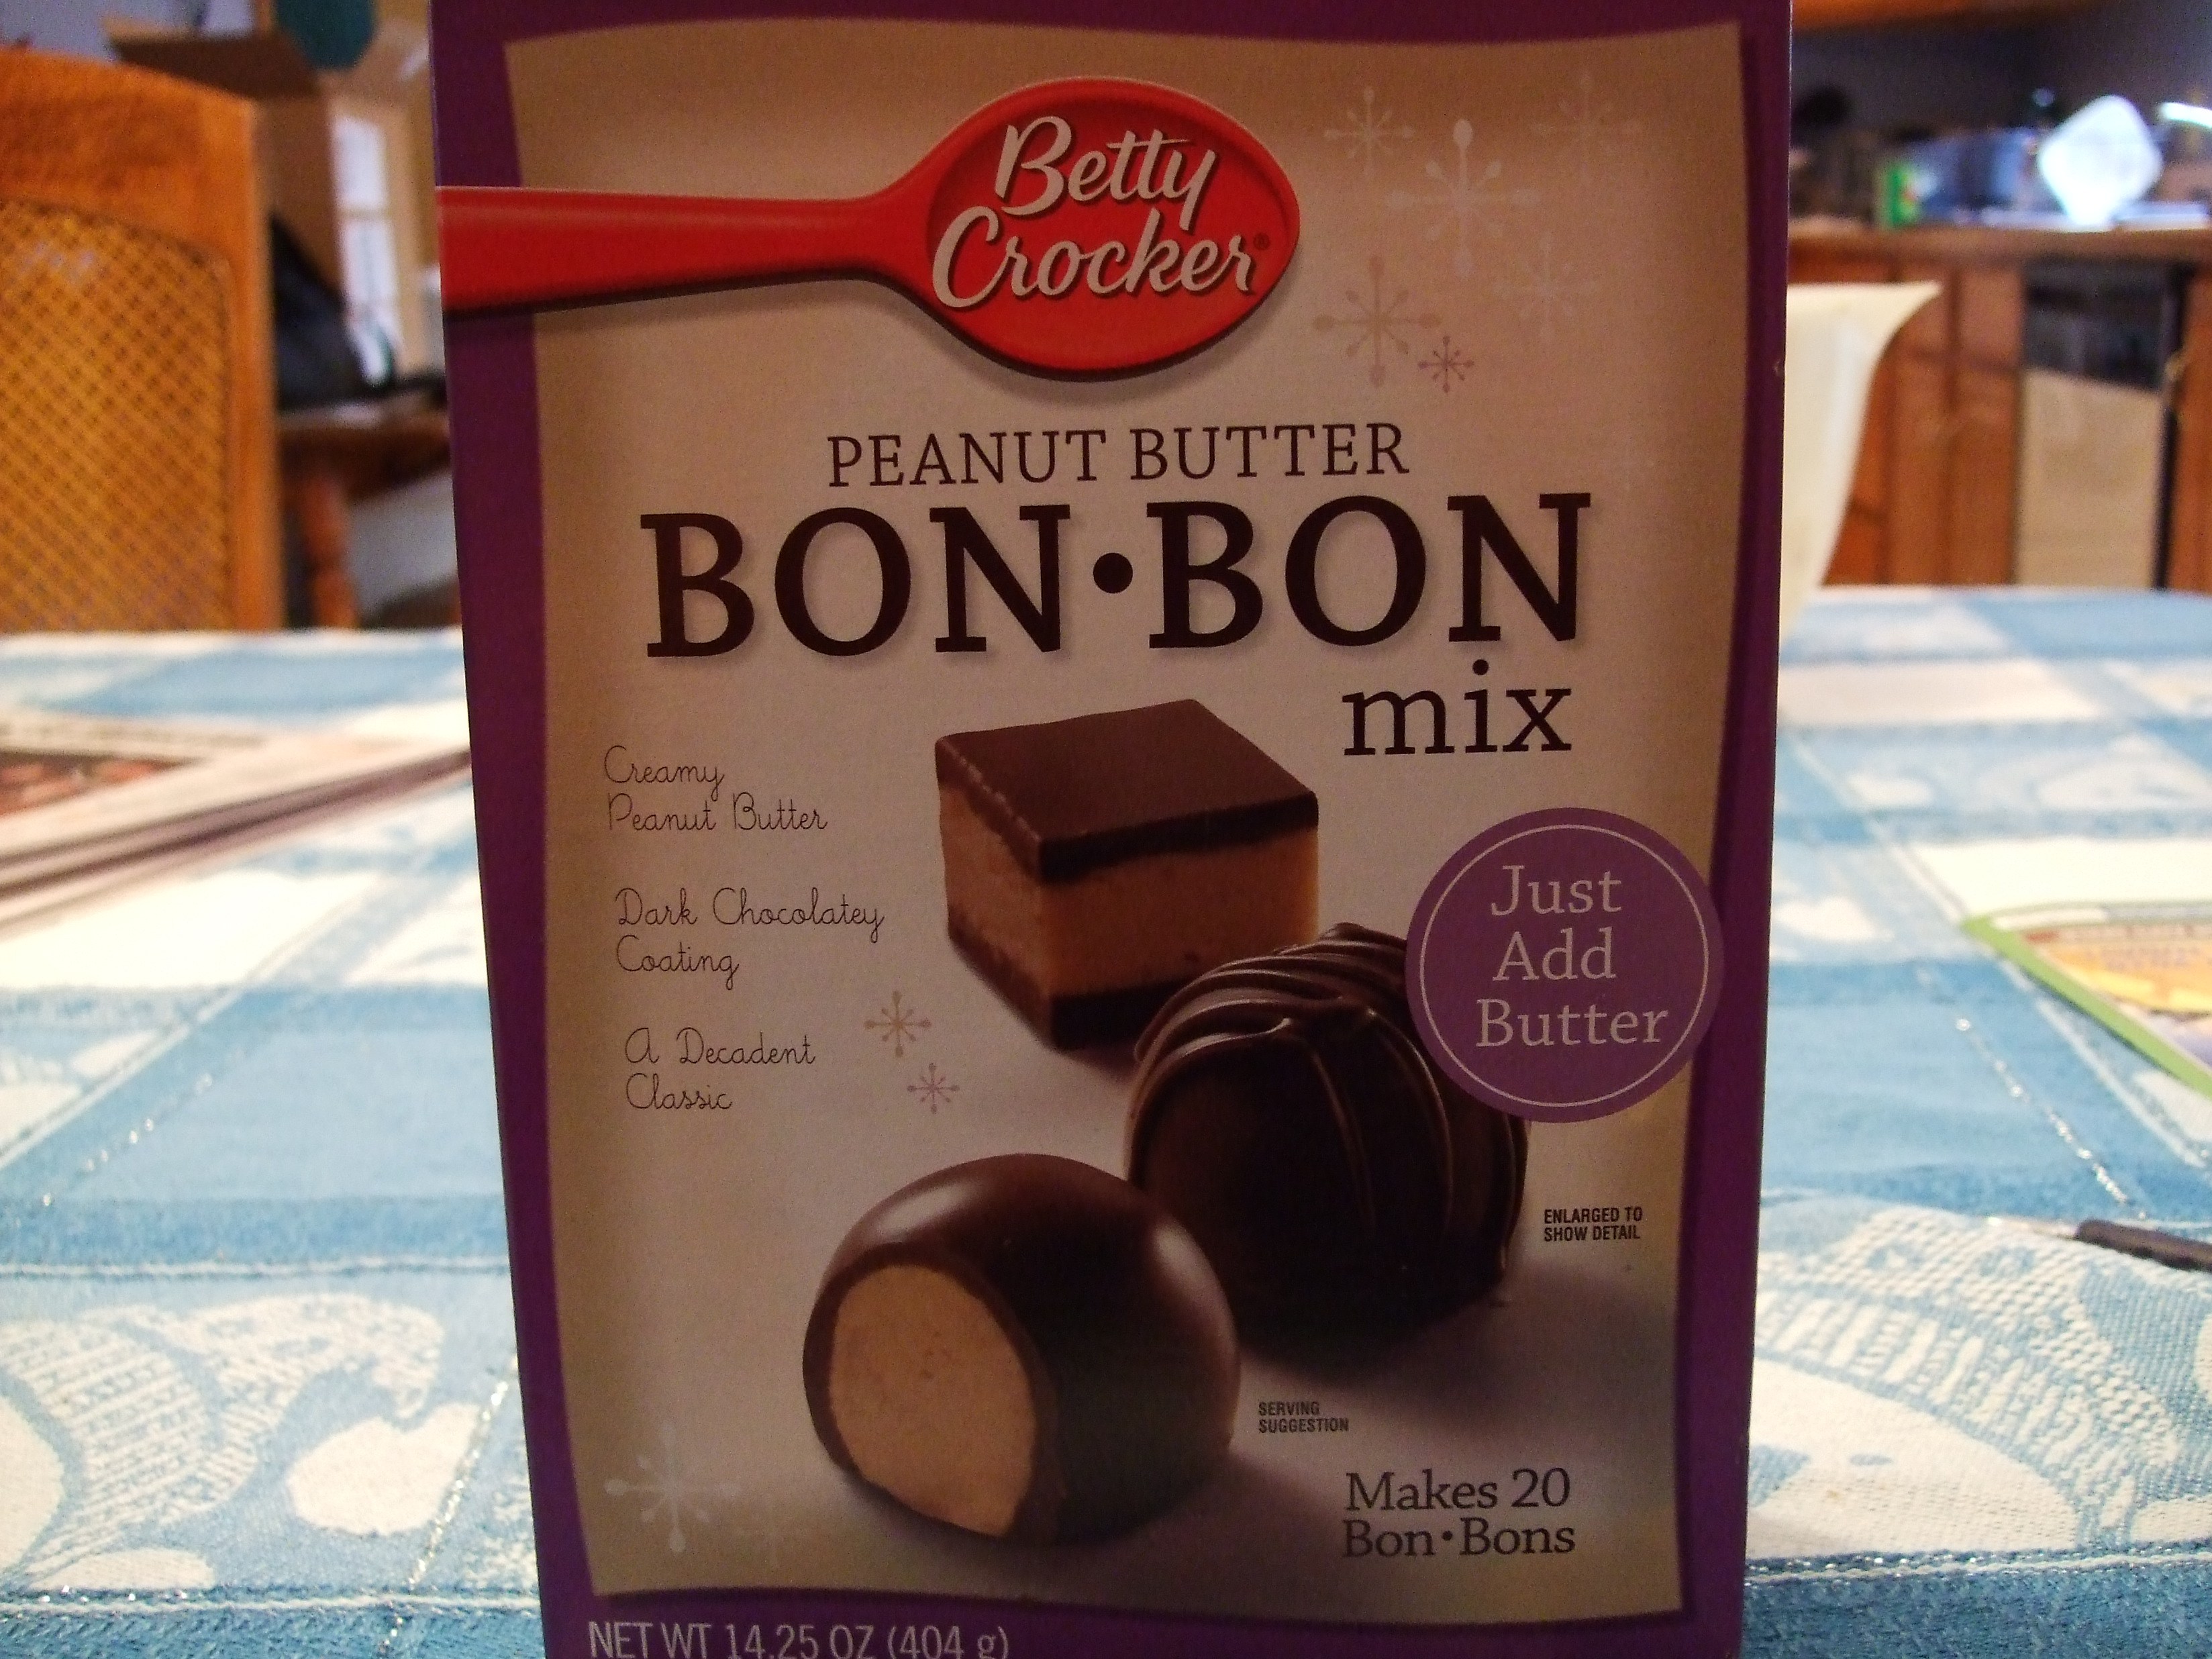 Betty
Crocker®
PEANUT BUTTER
BON•BON
mix
Creamy
Peanut Butter
Dark Chocolatey
Coating
A Decadent
Classic
Just
Add
Butter
ENLARGED TO
SHOW DETAIL
SERVING
SUGGESTION
Makes 20
Bon•Bons
NET WT 14.25 OZ (404 g)